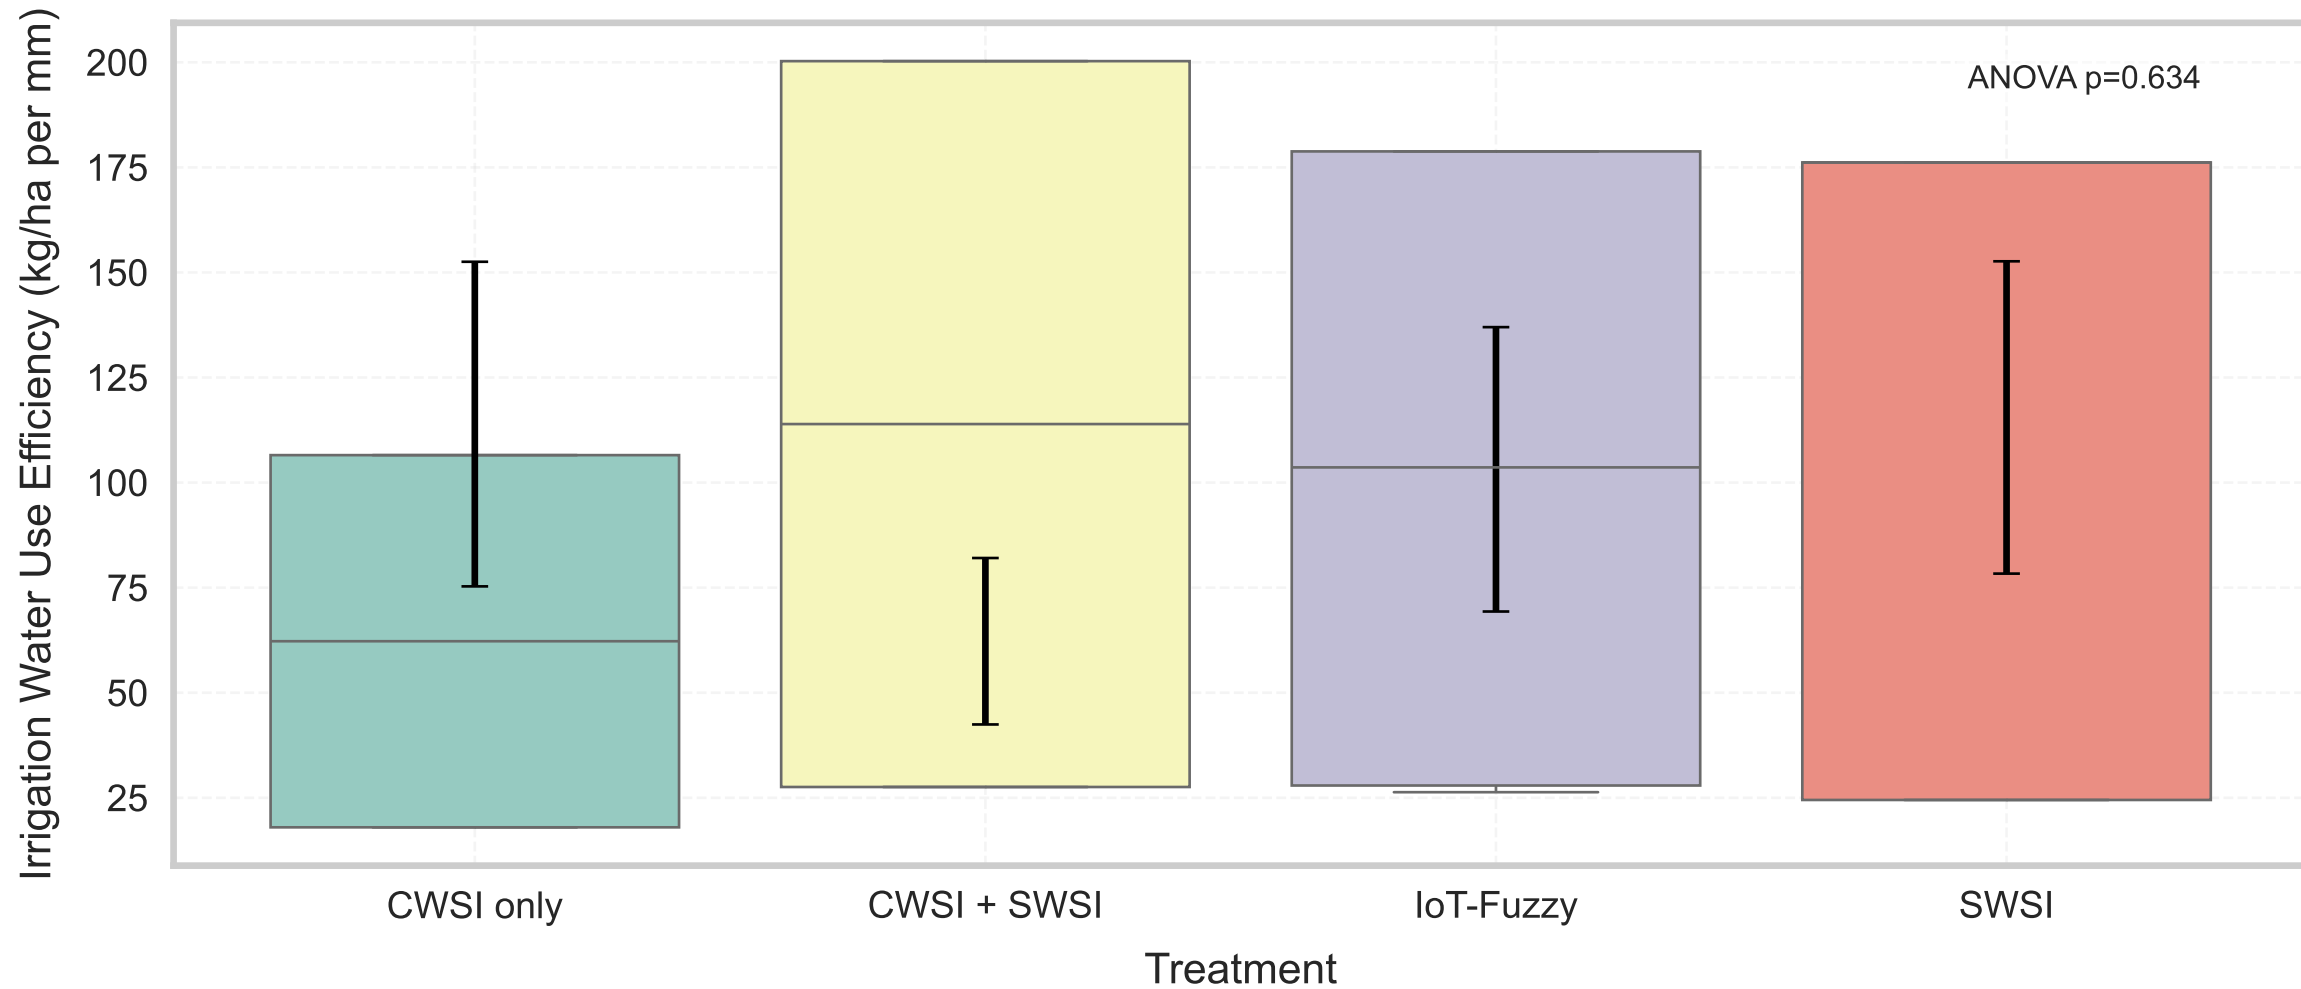 Irrigation Water Use Efficiency (kg/ha per mm)
200
175
150
125
100
75
50
25
ANOVA p=0.634
CWSI only
CWSI + SWSI
IoT-Fuzzy
SWSI
Treatment